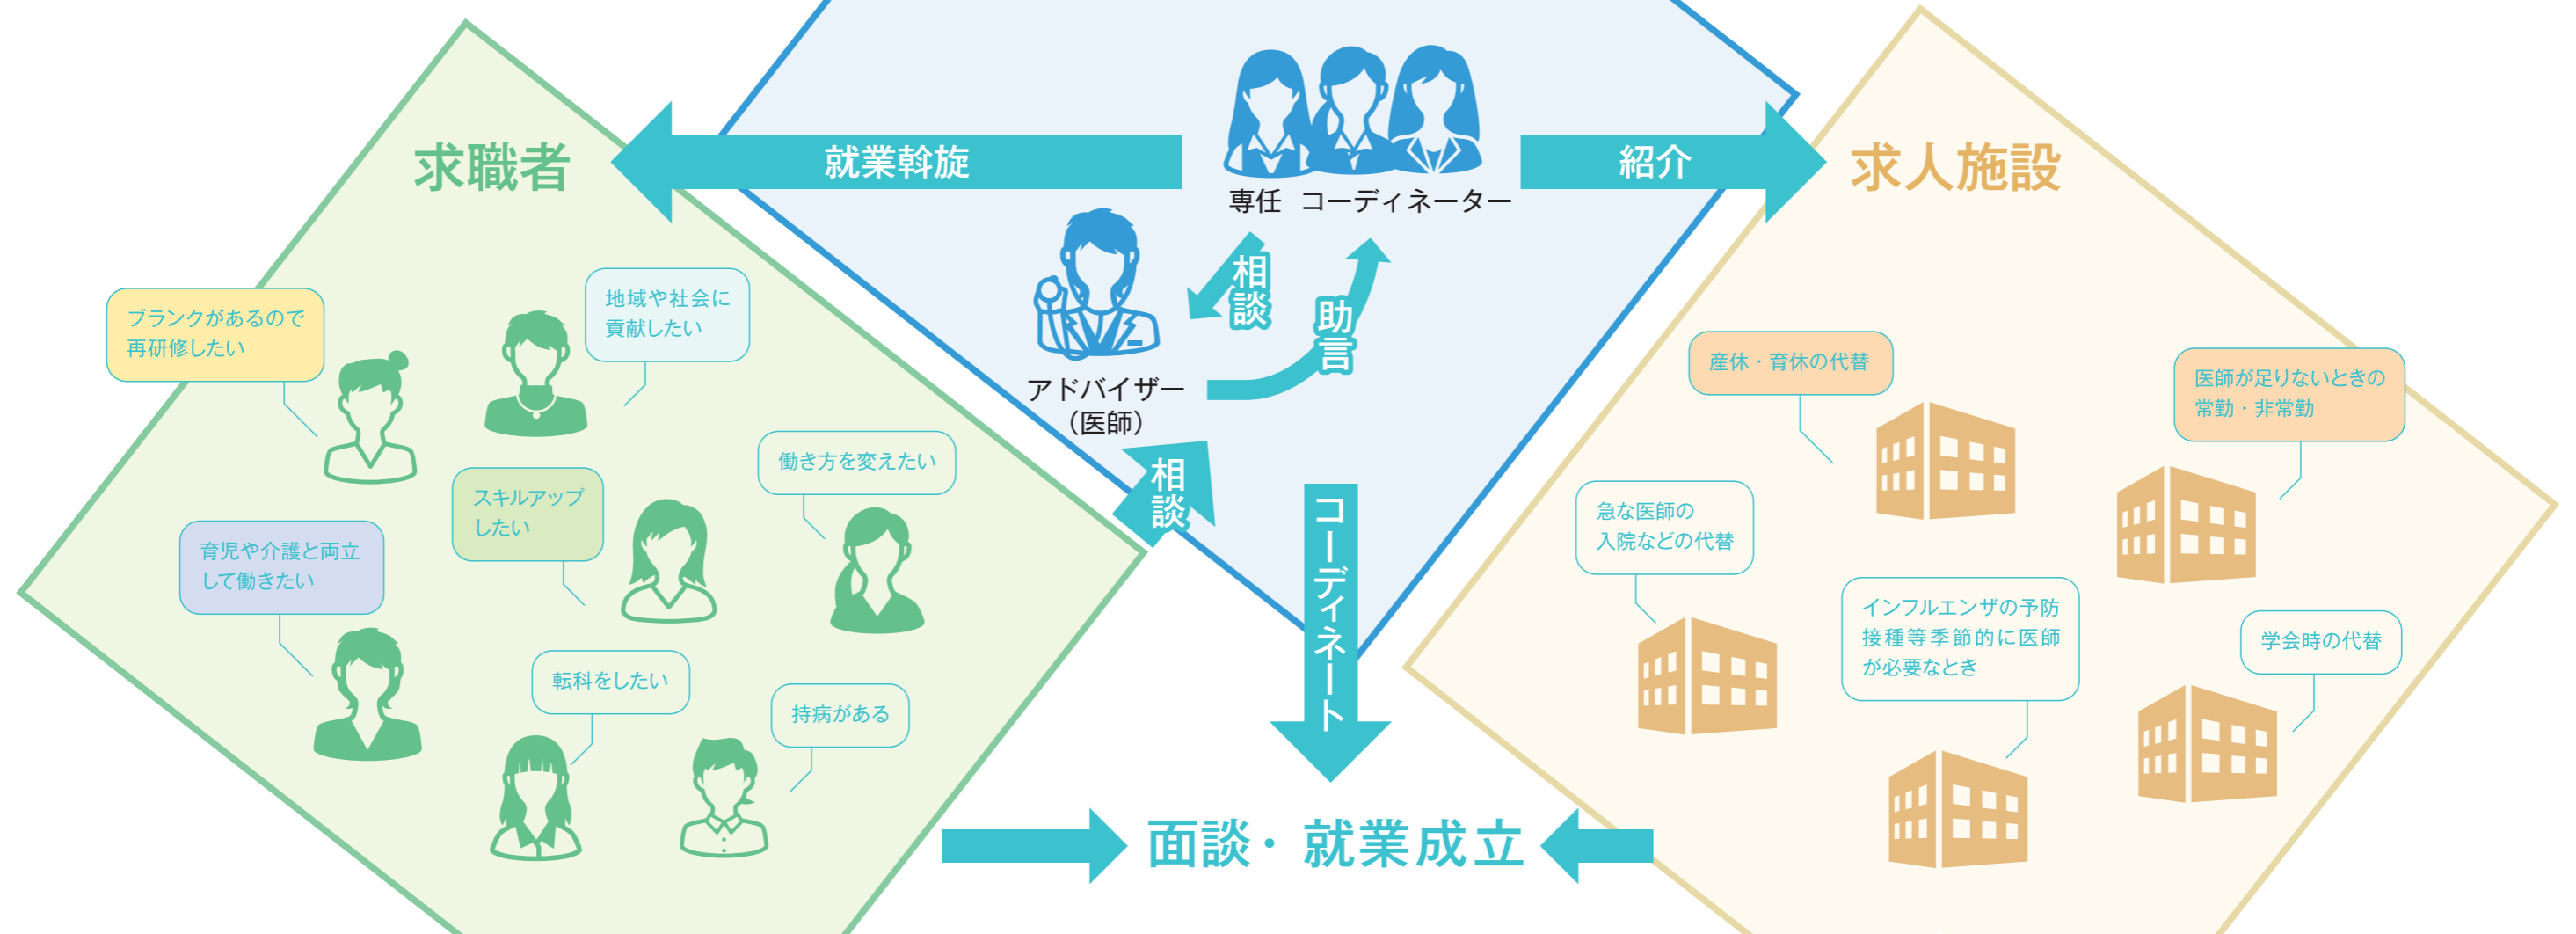 求職者
就業斡旋
専任 コーディネーター
紹介
求人施設
相談
助言
アドバイザー
（医師）
相談
コーディネート
ブランクがあるので
再研修したい
地域や社会に
貢献したい
働き方を変えたい
スキルアップ
したい
育児や介護と両立
して働きたい
転科をしたい
持病がある
産休・育休の代替
医師が足りないときの
常勤・非常勤
急な医師の
入院などの代替
インフルエンザの予防
接種等季節的に医師
が必要なとき
学会時の代替
面談・就業成立